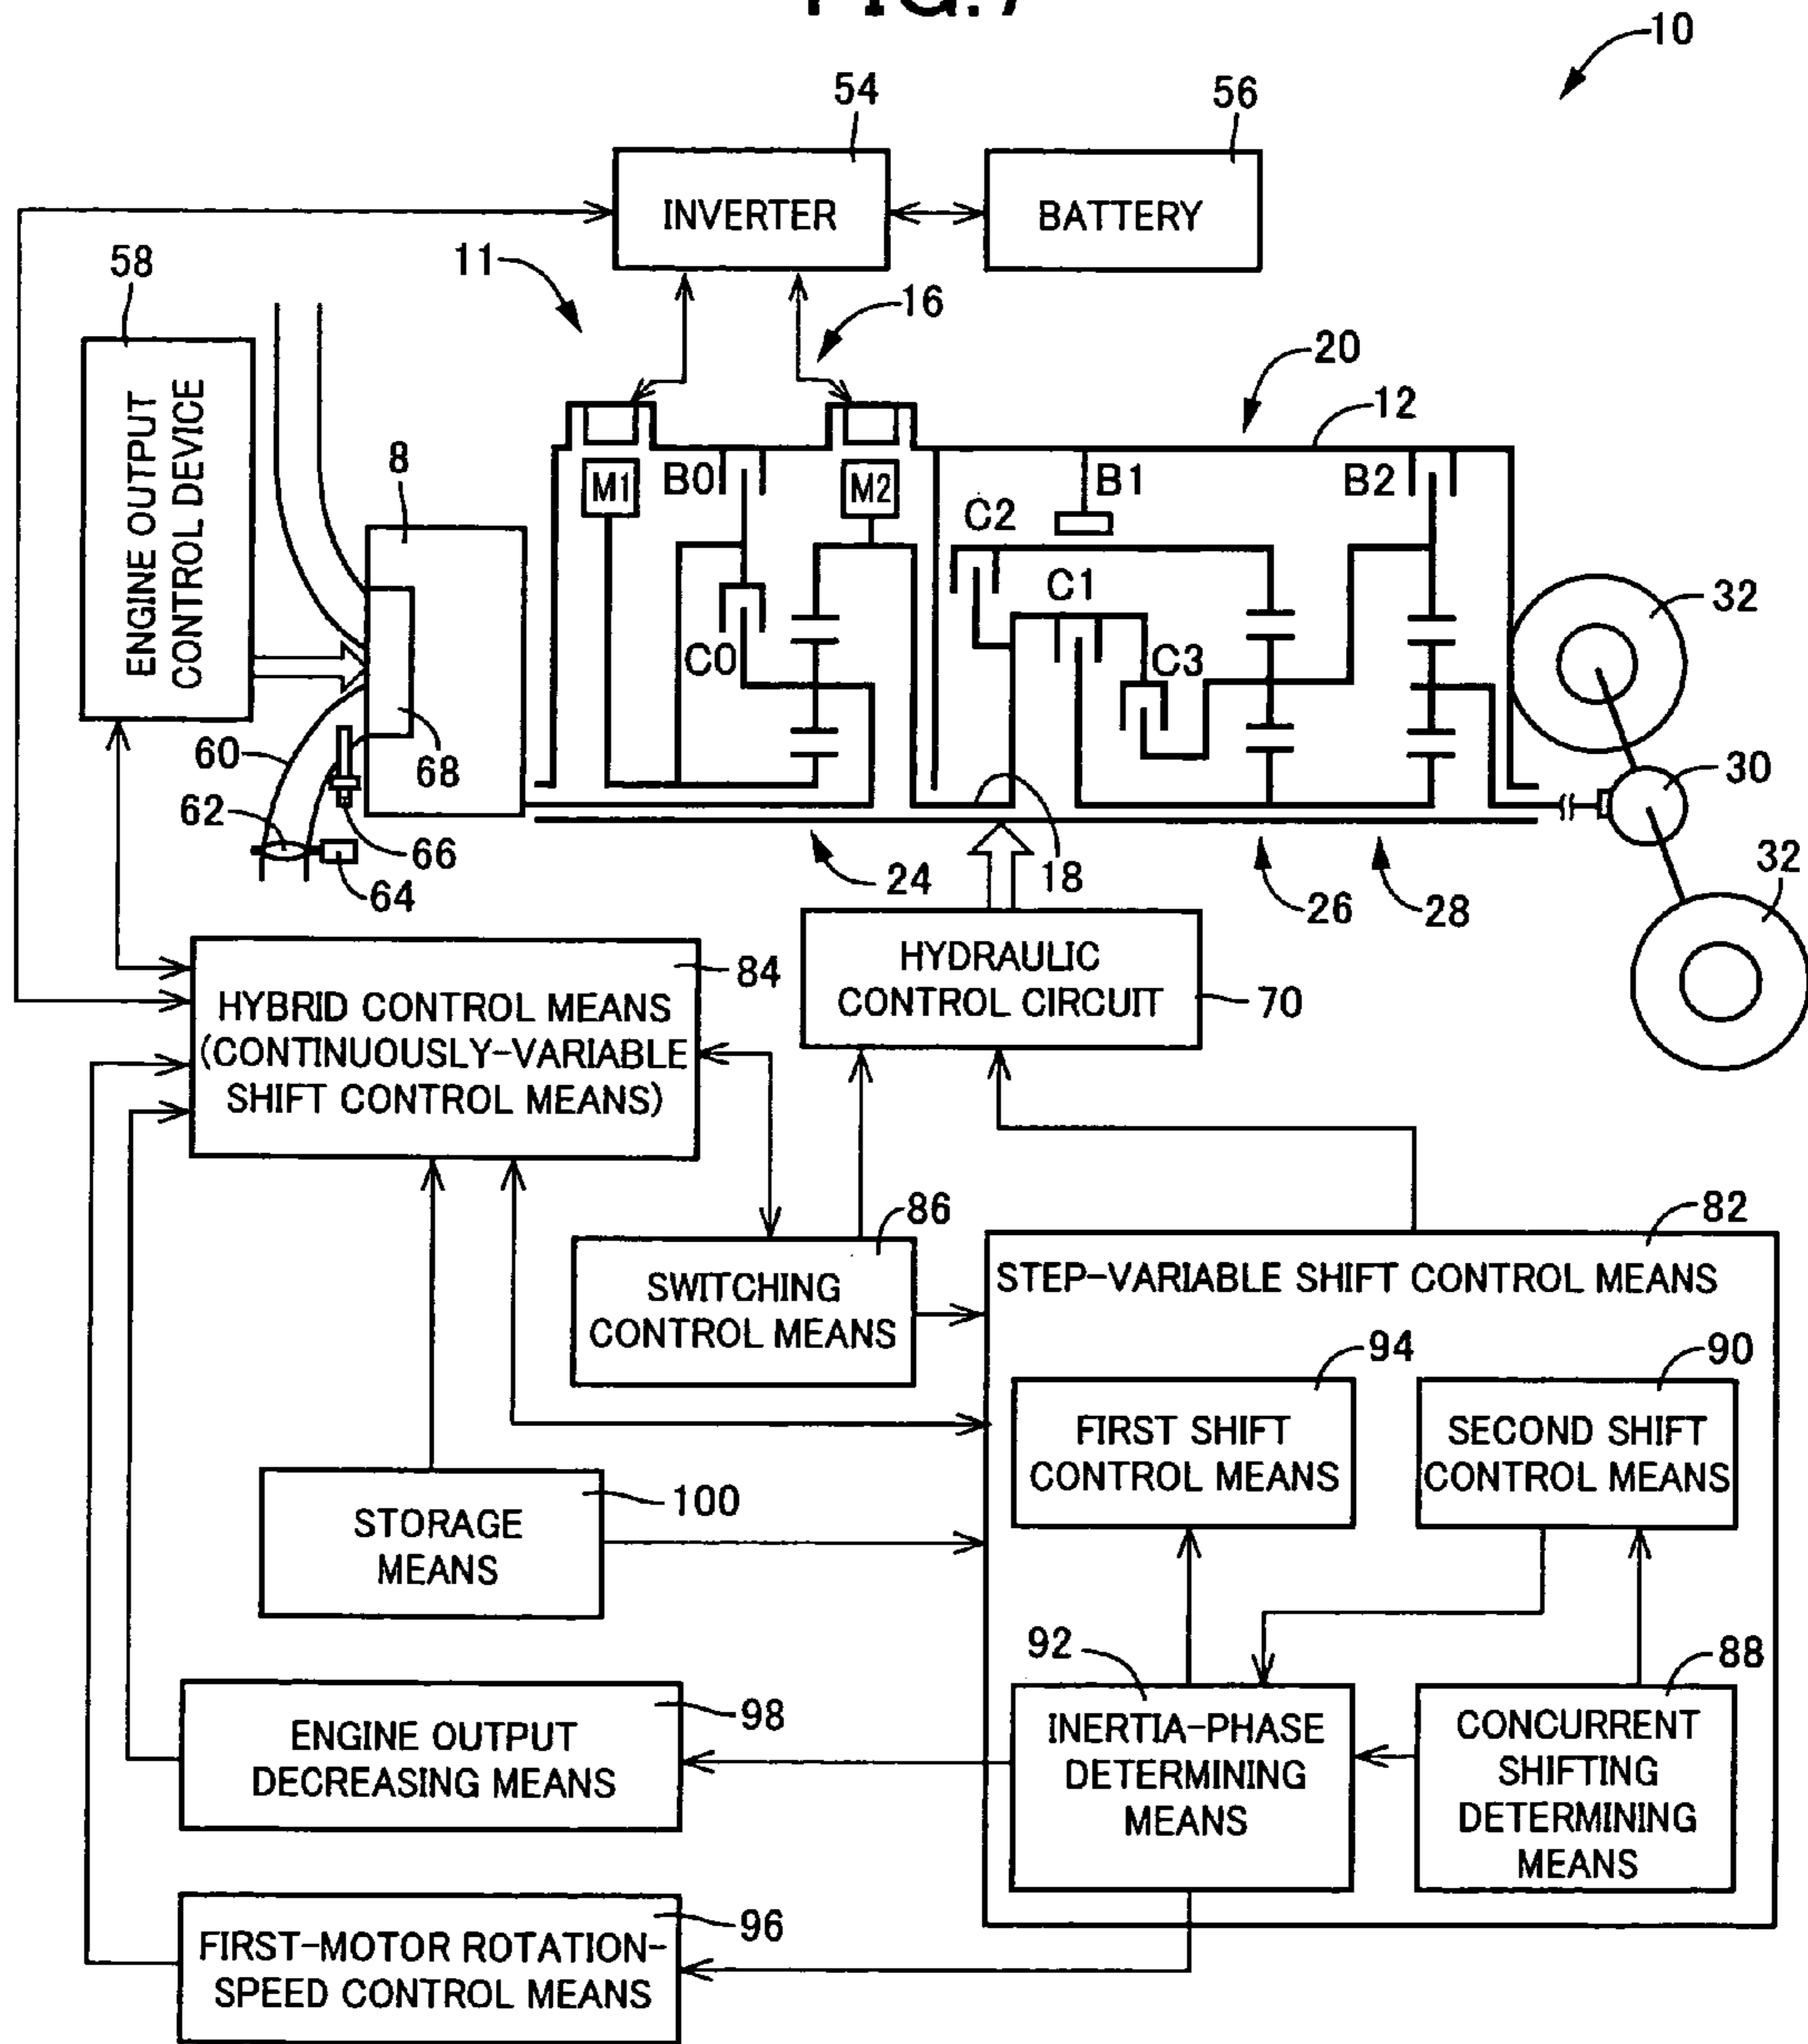 FIG.7
10
54
56
INVERTER
BATTERY
11
58
16
20
12
ENGINE OUTPUT
CONTROL DEVICE
8
M1
B0
M2
B1
B2
C2
C1
C0
C3
32
60
68
30
62
66
64
24
18
26
28
32
HYDRAULIC
CONTROL CIRCUIT
70
84
HYBRID CONTROL MEANS
(CONTINUOUSLY-VARIABLE
SHIFT CONTROL MEANS)
86
82
SWITCHING
CONTROL MEANS
STEP-VARIABLE SHIFT CONTROL MEANS
94
90
FIRST SHIFT
CONTROL MEANS
SECOND SHIFT
CONTROL MEANS
100
STORAGE
MEANS
92
88
98
ENGINE OUTPUT
DECREASING MEANS
INERTIA-PHASE
DETERMINING
MEANS
CONCURRENT
SHIFTING
DETERMINING
MEANS
96
FIRST-MOTOR ROTATION-
SPEED CONTROL MEANS